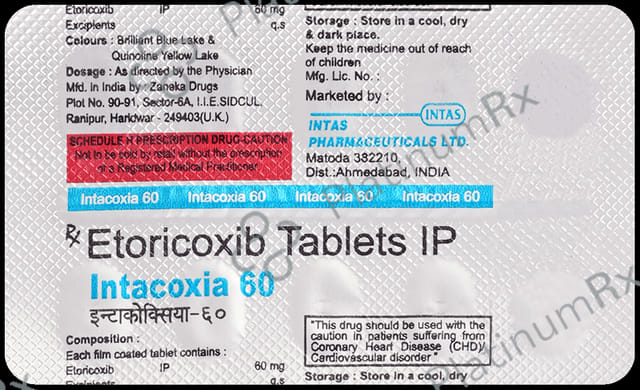 Etoricoxib IP 60 mg
Excipients q.s
Colours : Brilliant Blue Lake &
Quinoline Yellow Lake
Dosage : As directed by the Physician
Mfd. in India by : Zaneka Drugs
Plot No. 90-91, Sector-6A, I.I.E.SIDCUL,
Ranipur, Haridwar - 249403(U.K.)
SCHEDULE H PRESCRIPTION DRUG-CAUTION
Not to be sold by retail without the prescription
of a Registered Medical Practitioner.
Storage : Store in a cool, dry
& dark place.
Keep the medicine out of reach
of children
Mfg. Lic. No. :
Marketed by :
INTAS
INTAS
PHARMACEUTICALS LTD.
Matoda 382210,
Dist.:Ahmedabad, INDIA
Intacoxia 60 Intacoxia 60 Intacoxia 60 Intacoxia 60
Rx Etoricoxib Tablets IP
Intacoxia 60
इन्टाकोक्सिया-६०
Composition :
Each film coated tablet contains :
Etoricoxib IP 60 mg
Excipients q.s
"This drug should be used with the
caution in patients suffering from
Coronary Heart Disease (CHD)/
Cardiovascular disorder"
Storage : Store in a cool, dry
PlatinumRx
PlatinumRx
PlatinumRx